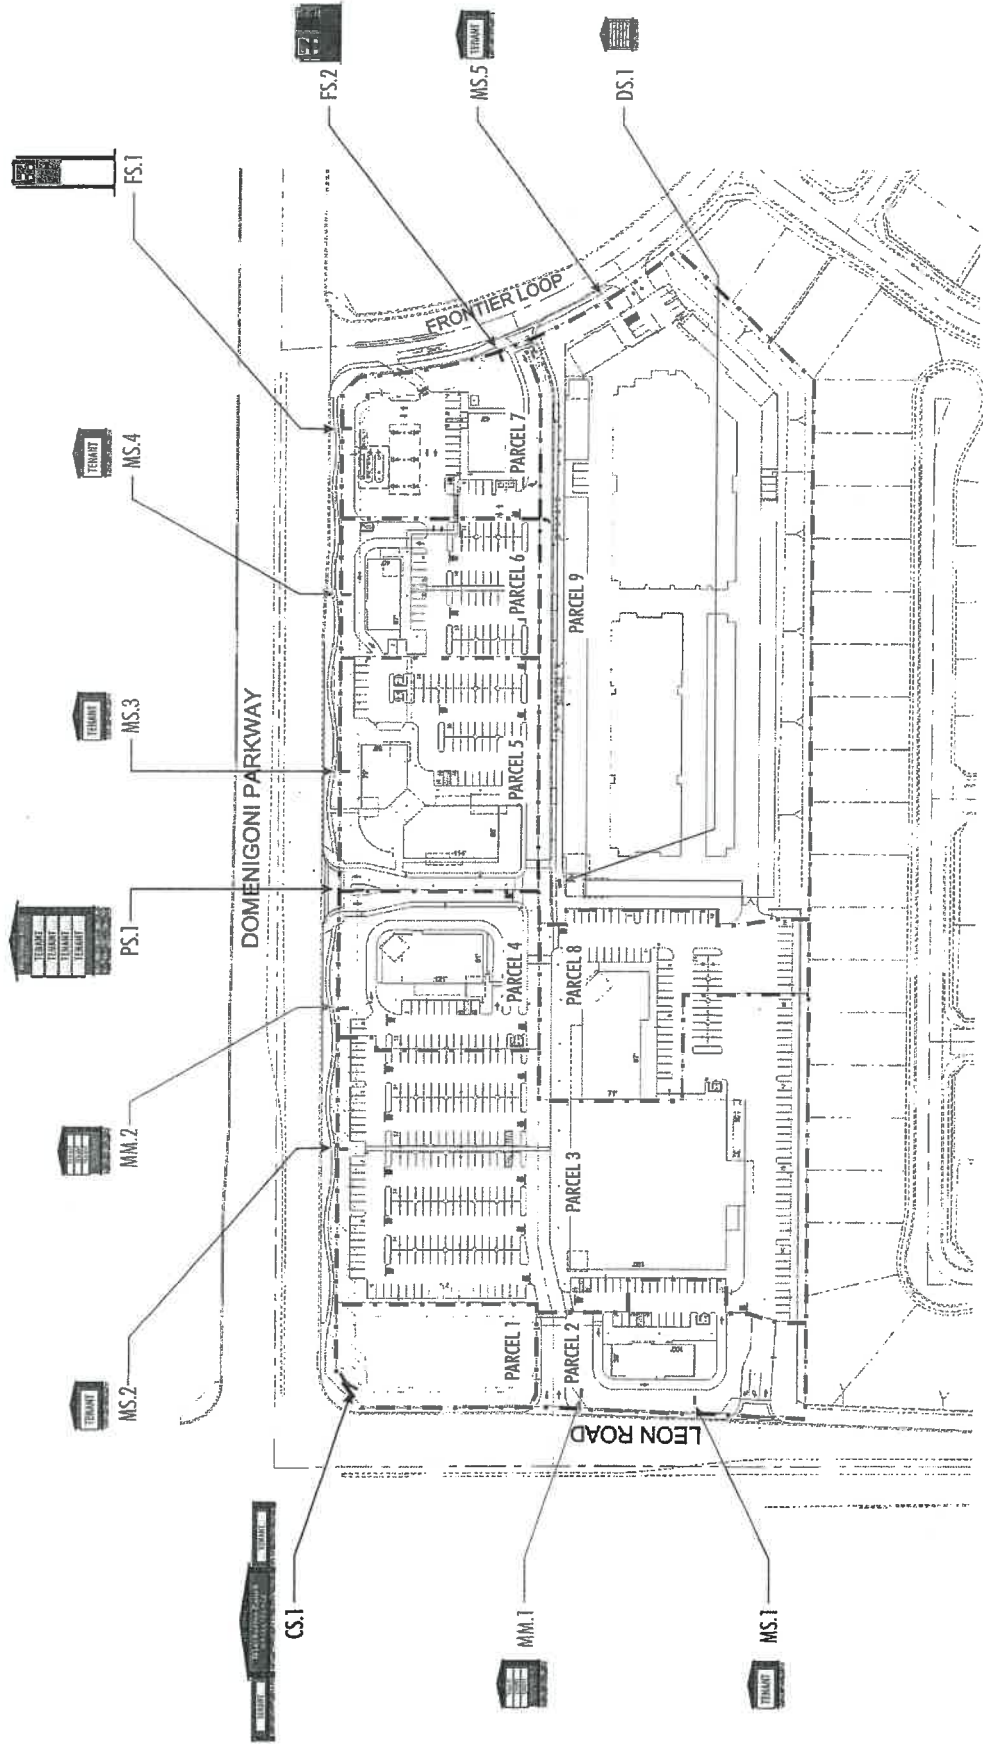 TENANT
MS.2
MM.2
TENANT
TENANT
TENANT
TENANT
PS.1
TENANT
MS.3
TENANT
MS.4
FS.1
DOMENIGONI PARKWAY
TENANT
TENANT
CS.1
FS.2
FRONTIER LOOP
TENANT
MS.5
PARCEL 1
PARCEL 4
PARCEL 5
PARCEL 6
PARCEL 7
PARCEL 2
PARCEL 3
PARCEL 8
PARCEL 9
LEON ROAD
MM.1
DS.1
TENANT
MS.1